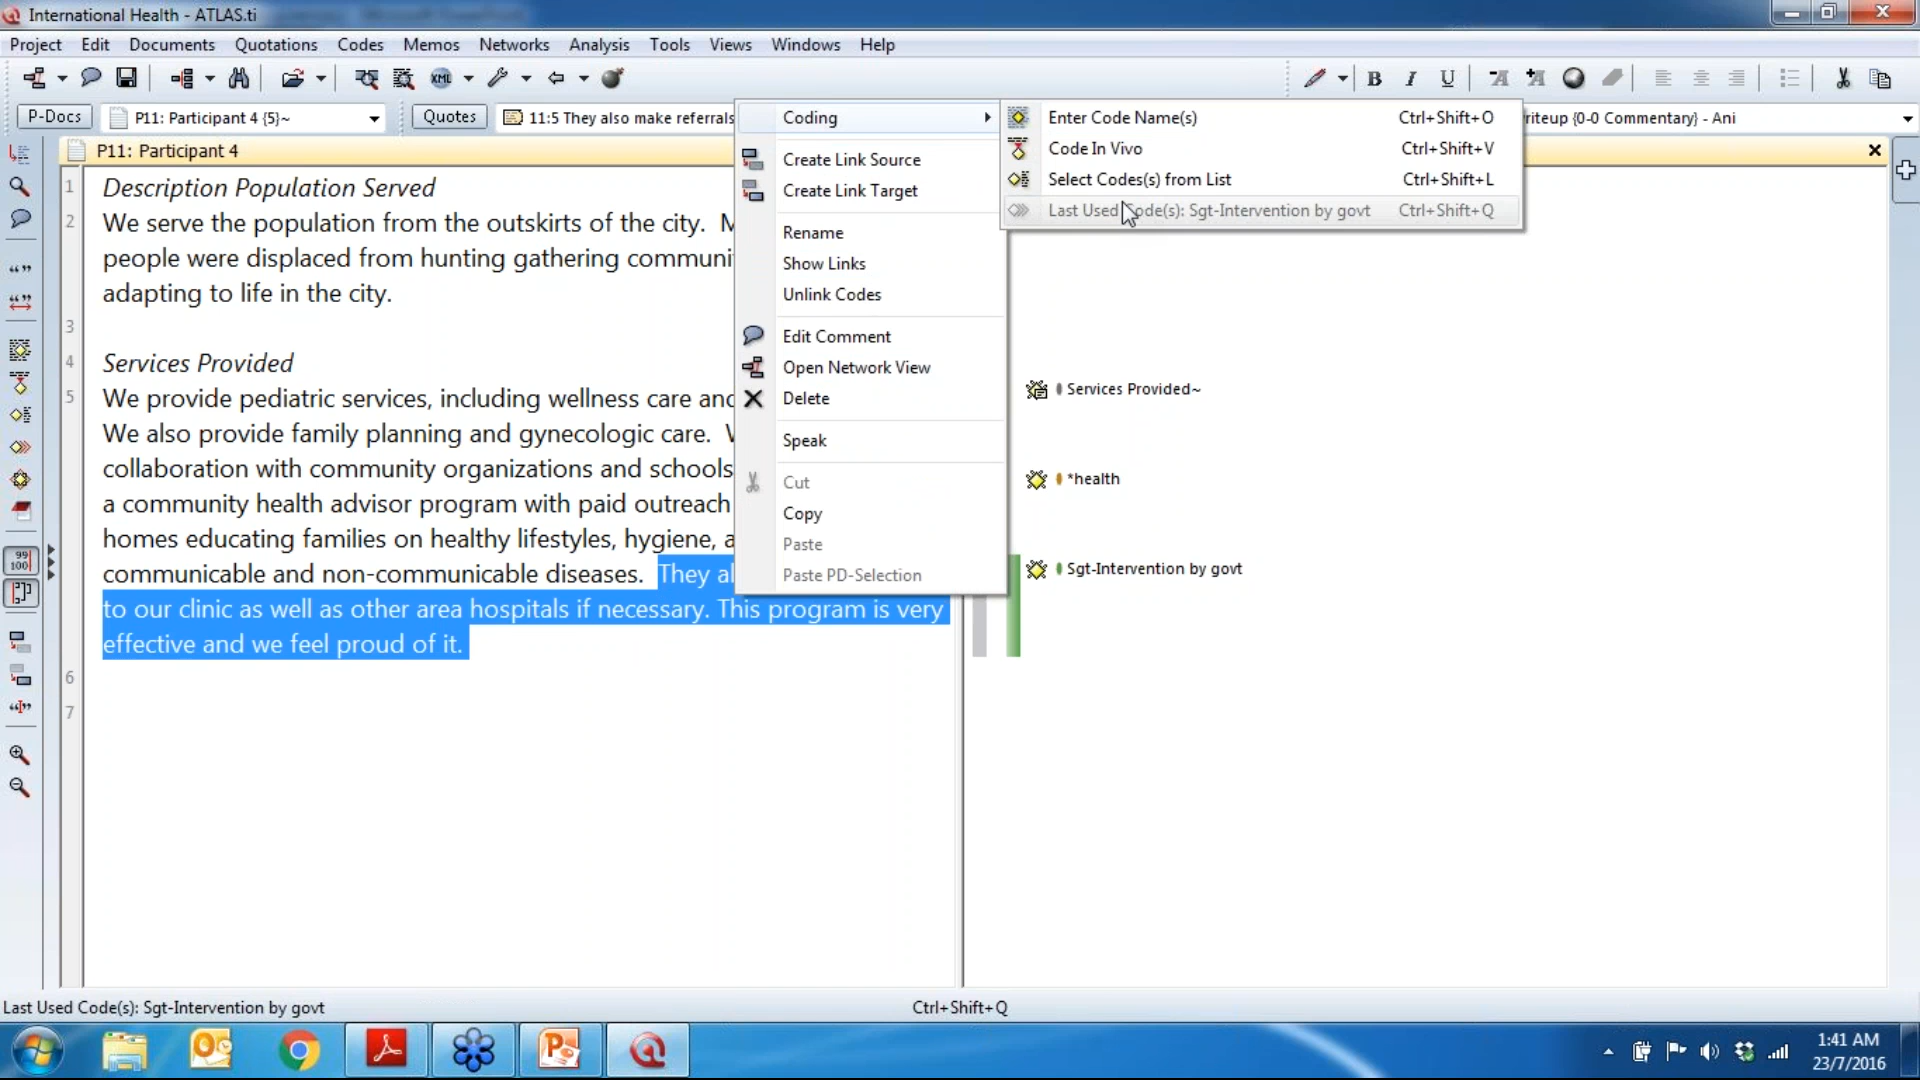 International Health - ATLAS.ti
Project Edit Documents Quotations Codes Memos Networks Analysis Tools Views Windows Help
XML B I U A A
P-Docs P11: Participant 4 {5}~ Quotes 11:5 They also make referrals riteup {0-0 Commentary} - Ani
P11: Participant 4
1 Description Population Served
2 We serve the population from the outskirts of the city.
people were displaced from hunting gathering
adapting to life in the city.
3
4 Services Provided
5 We provide pediatric services, including wellness care
We also provide family planning and gynecologic care.
collaboration with community organizations and schools
a community health advisor program with paid outreach
homes educating families on healthy lifestyles, hygiene,
communicable and non-communicable diseases. They
to our clinic as well as other area hospitals if necessary. This program is very
effective and we feel proud of it.
6
7
Coding
Create Link Source
Create Link Target
Rename
Show Links
Unlink Codes
Edit Comment
Open Network View
Delete
Speak
Cut
Copy
Paste
Paste PD-Selection
Enter Code Name(s) Ctrl+Shift+O
Code In Vivo Ctrl+Shift+V
Select Codes(s) from List Ctrl+Shift+L
Last Used Code(s): Sgt-Intervention by govt Ctrl+Shift+Q
Services Provided~
*health
Sgt-Intervention by govt
99
100
Last Used Code(s): Sgt-Intervention by govt Ctrl+Shift+Q
1:41 AM
23/7/2016